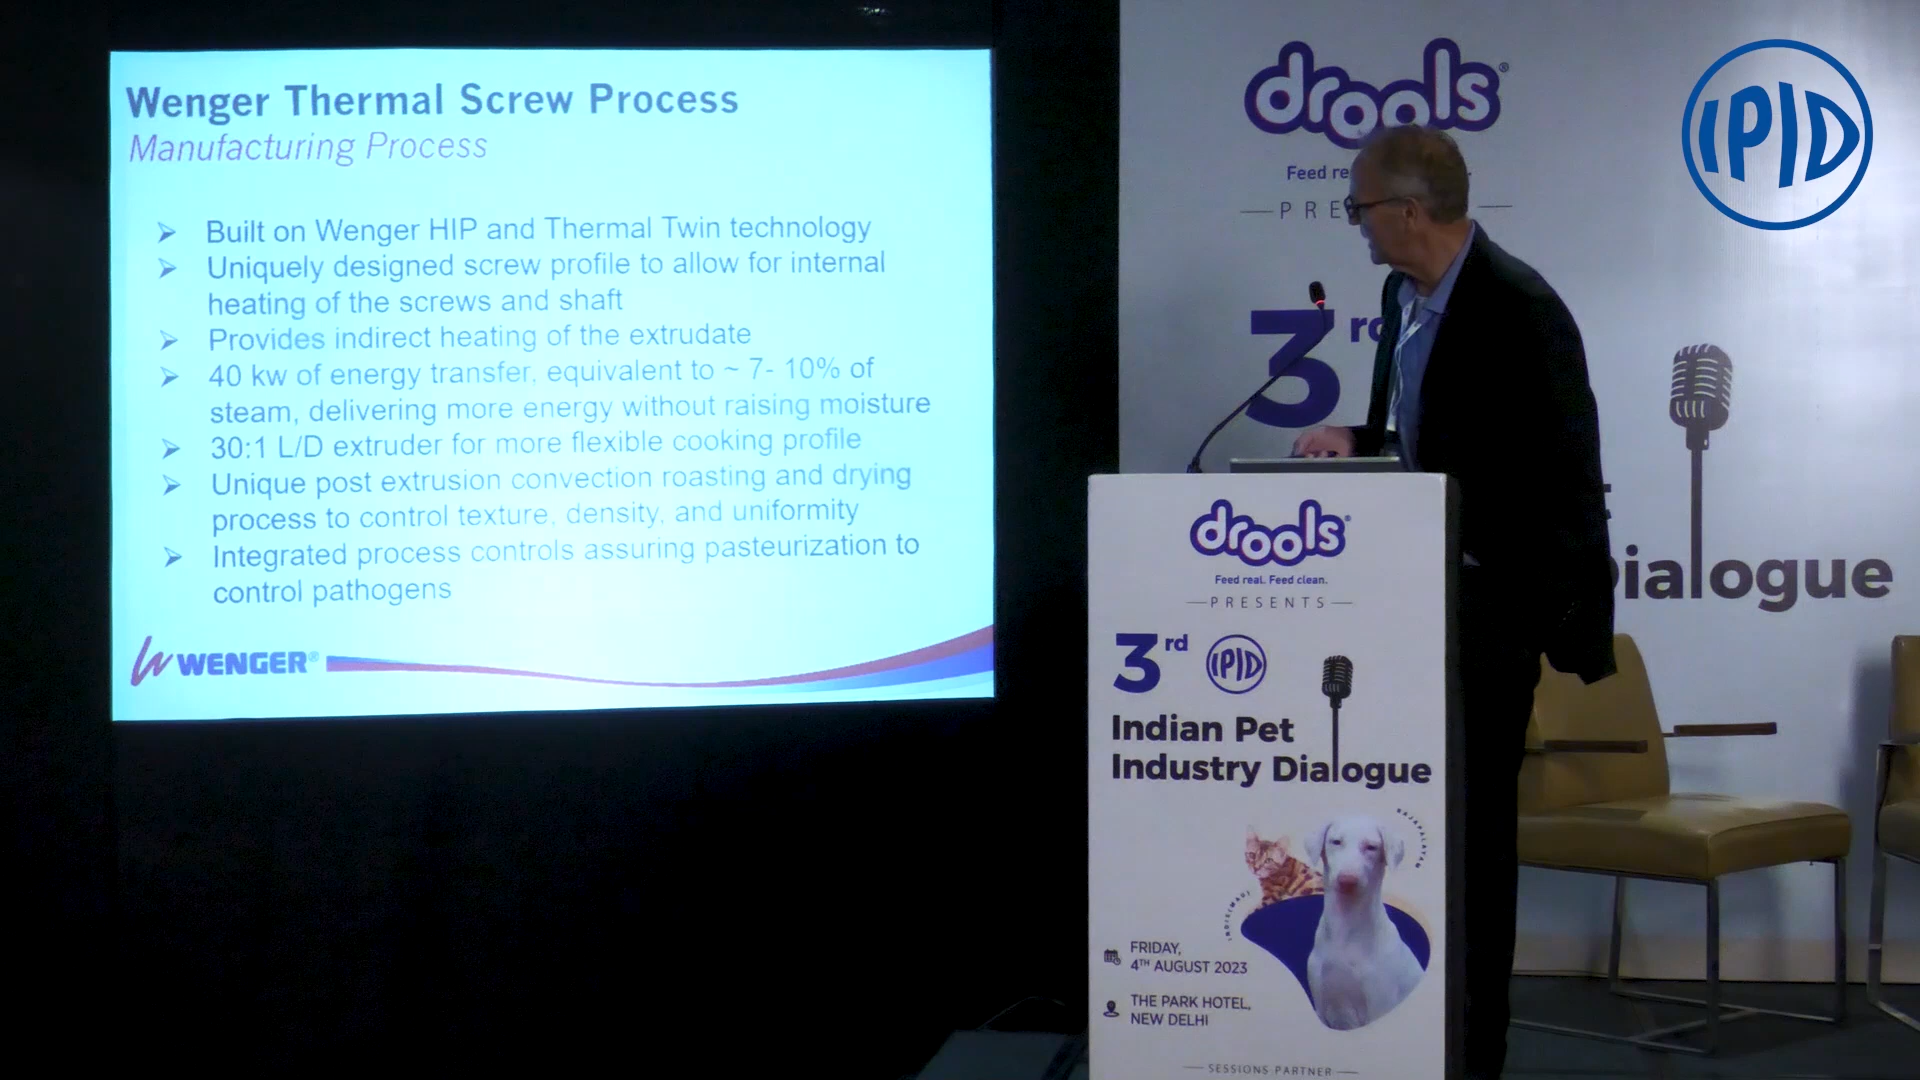 Wenger Thermal Screw Process
Manufacturing Process
➢ Built on Wenger HIP and Thermal Twin technology
➢ Uniquely designed screw profile to allow for internal
heating of the screws and shaft
➢ Provides indirect heating of the extrudate
➢ 40 kw of energy transfer, equivalent to ~ 7- 10% of
steam, delivering more energy without raising moisture
➢ 30:1 L/D extruder for more flexible cooking profile
➢ Unique post extrusion convection roasting and drying
process to control texture, density, and uniformity
➢ Integrated process controls assuring pasteurization to
control pathogens
W WENGER®
drools®
Feed re
PRE
3rd
ialogue
IPID
drools®
Feed real. Feed clean.
PRESENTS
3rd IPID
Indian Pet
Industry Dialogue
RAJAPALAYAM
INDI(E)MAU
FRIDAY,
4TH AUGUST 2023
THE PARK HOTEL,
NEW DELHI
SESSIONS PARTNER